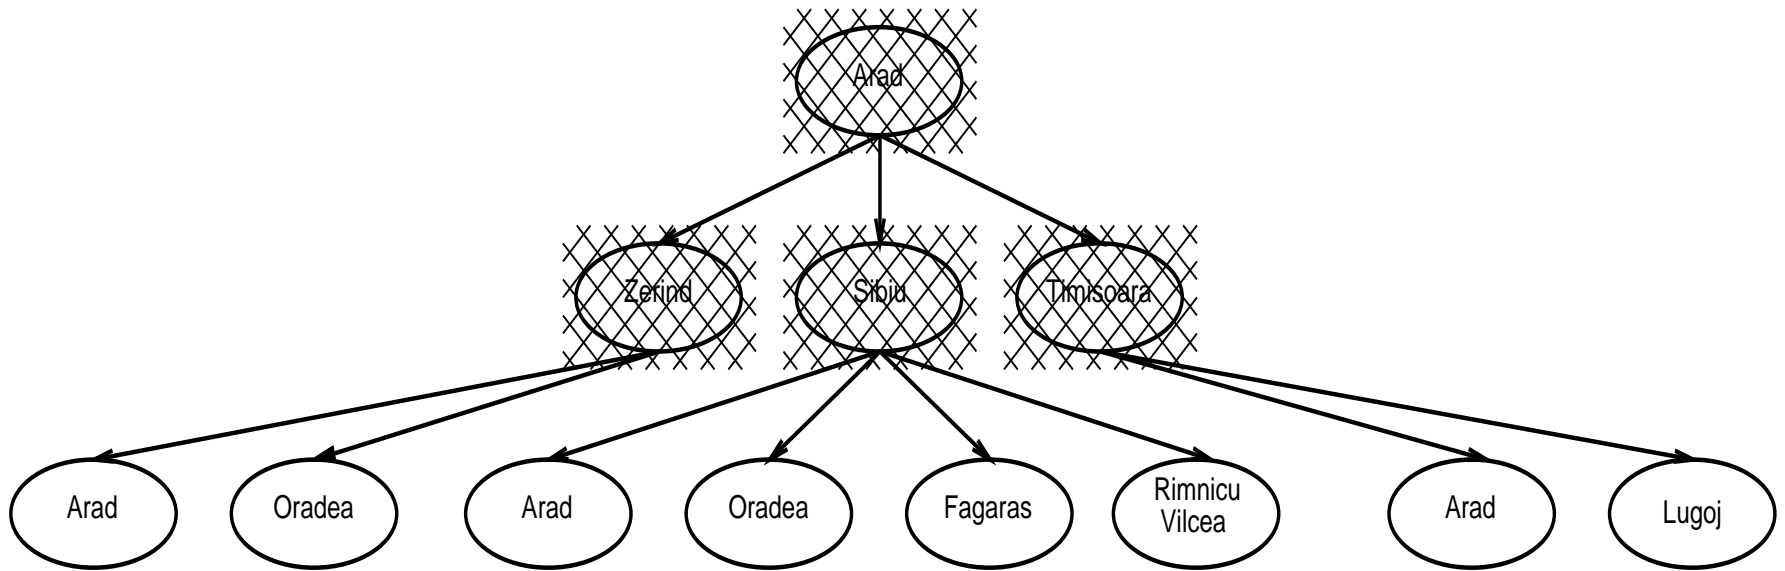 Arad
Zerind
Sibiu
Timisoara
Arad
Oradea
Arad
Oradea
Fagaras
Rimnicu
Vilcea
Arad
Lugoj